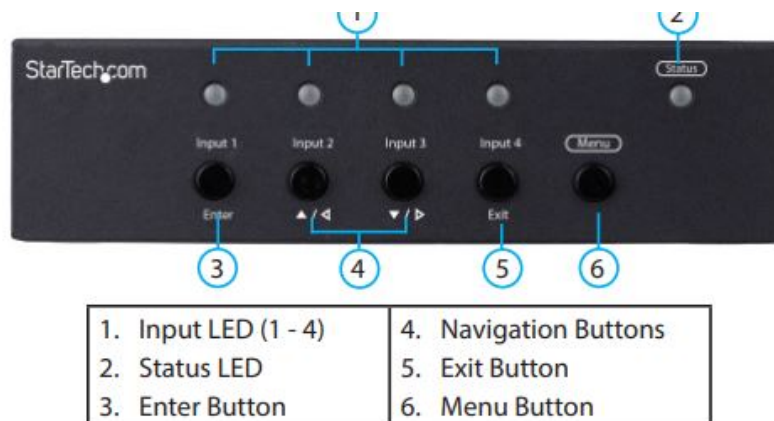 1 2
StarTech.com Status
Input 1 Input 2 Input 3 Input 4 Menu
Enter ▲ / ◁ ▼ / ▷ Exit
3 4 5 6
1. Input LED (1 - 4) 4. Navigation Buttons
2. Status LED 5. Exit Button
3. Enter Button 6. Menu Button